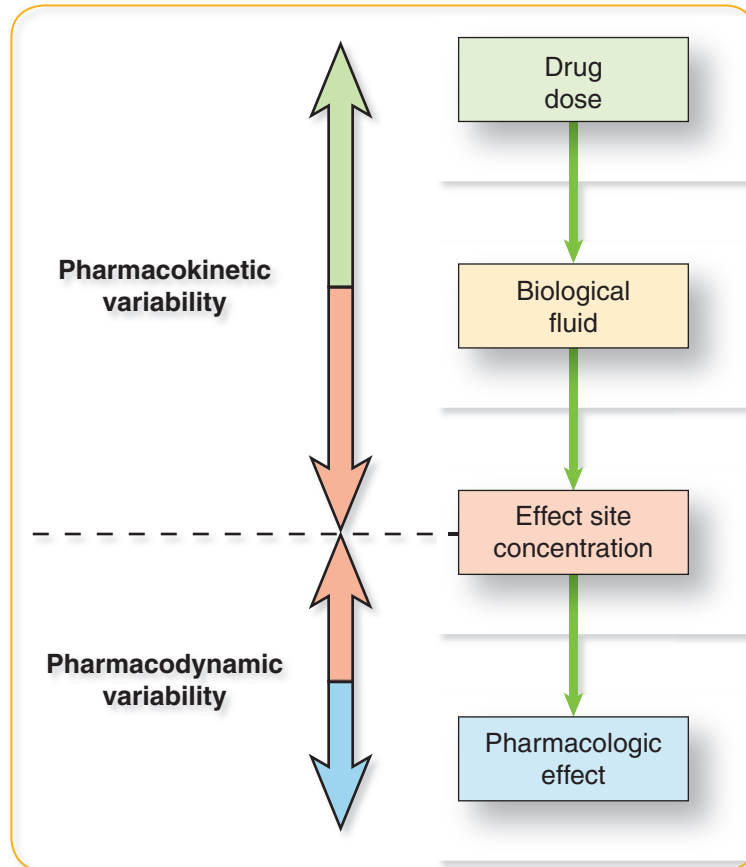 Drug
dose
Pharmacokinetic
variability
Biological
fluid
Effect site
concentration
Pharmacodynamic
variability
Pharmacologic
effect